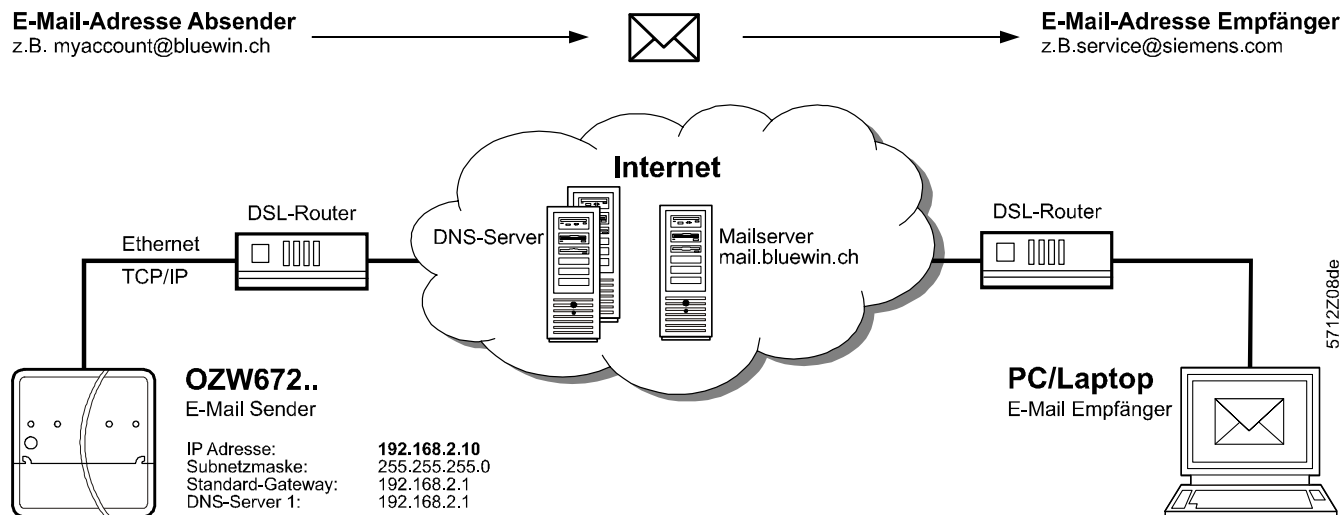 E-Mail-Adresse Absender
z.B. myaccount@bluewin.ch
E-Mail-Adresse Empfänger
z.B.service@siemens.com
Internet
DSL-Router
Ethernet
TCP/IP
DNS-Server
Mailserver
mail.bluewin.ch
DSL-Router
5712Z08de
OZW672..
E-Mail Sender
IP Adresse: 192.168.2.10
Subnetzmaske: 255.255.255.0
Standard-Gateway: 192.168.2.1
DNS-Server 1: 192.168.2.1
PC/Laptop
E-Mail Empfänger